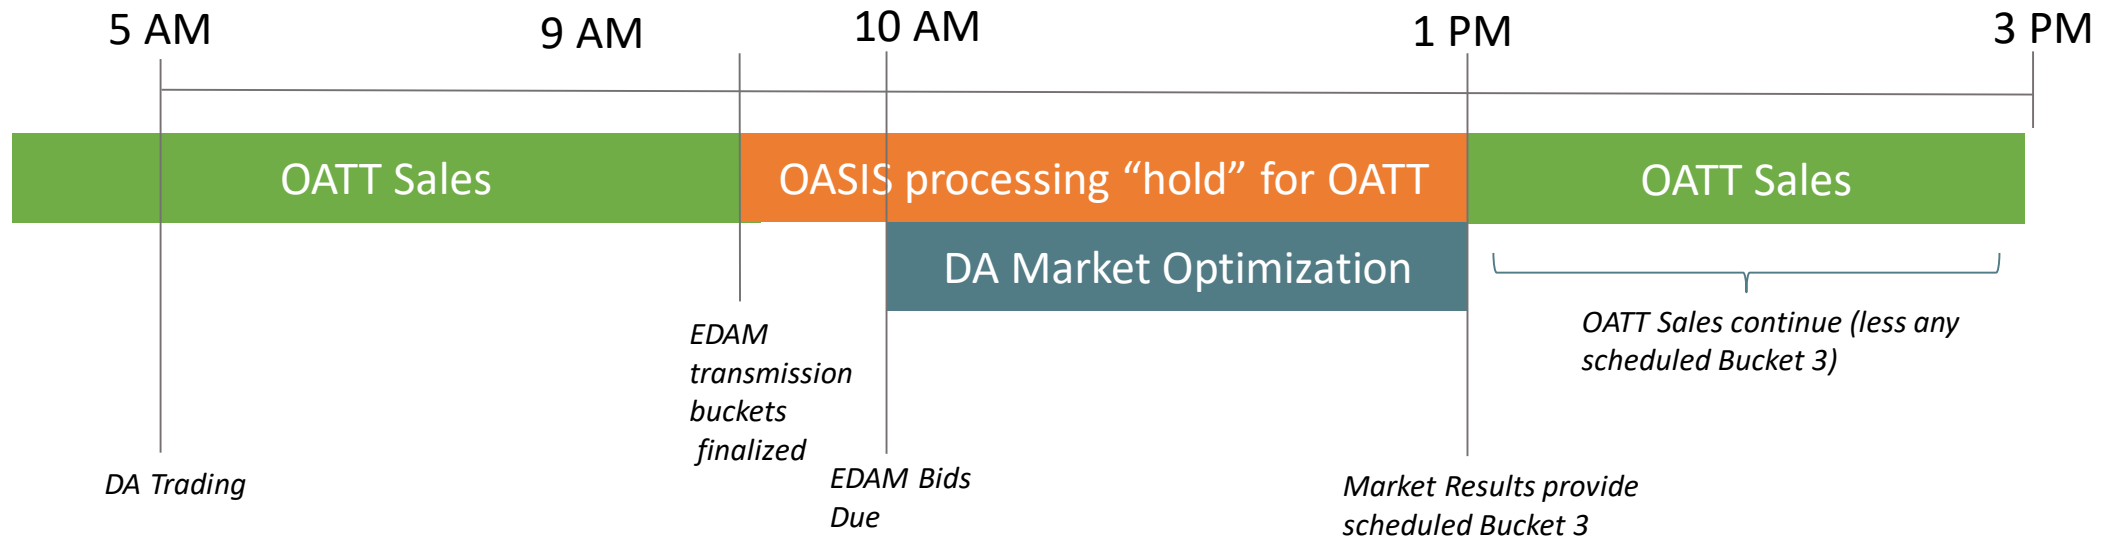 5 AM
9 AM
10 AM
1 PM
3 PM
OATT Sales
OASIS processing “hold” for OATT
OATT Sales
DA Market Optimization
EDAM
transmission
buckets
finalized
OATT Sales continue (less any
scheduled Bucket 3)
DA Trading
EDAM Bids
Due
Market Results provide
scheduled Bucket 3